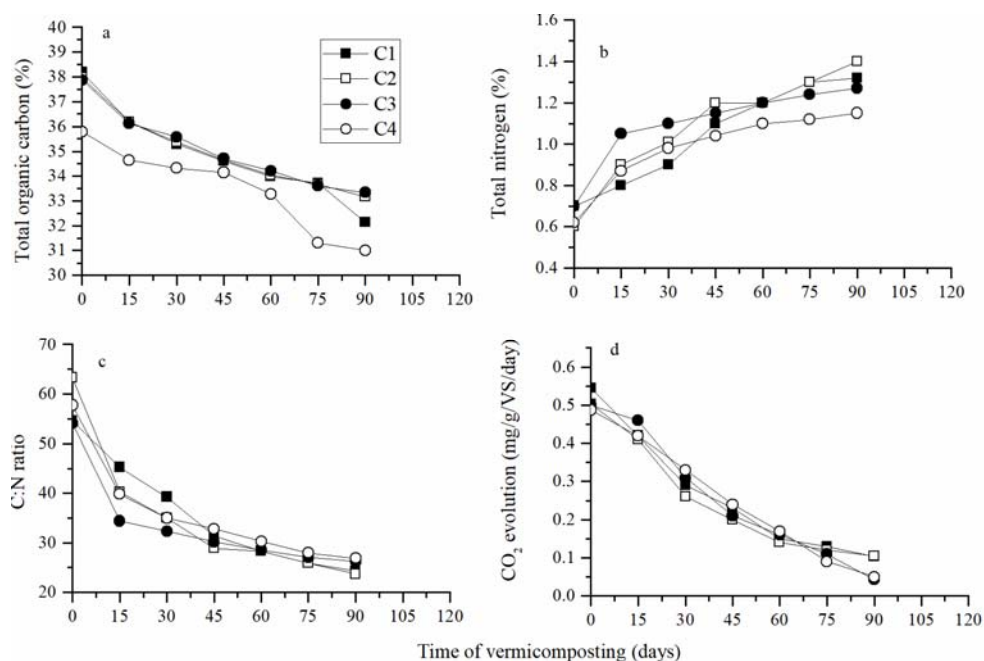 a
C1
C2
C3
C4
Total organic carbon (%)
40
39
38
37
36
35
34
33
32
31
30
0 15 30 45 60 75 90 105 120
b
Total nitrogen (%)
1.6
1.4
1.2
1.0
0.8
0.6
0.4
0 15 30 45 60 75 90 105 120
c
C:N ratio
70
60
50
40
30
20
0 15 30 45 60 75 90 105 120
d
CO₂ evolution (mg/g/VS/day)
0.6
0.5
0.4
0.3
0.2
0.1
0.0
0 15 30 45 60 75 90 105 120
Time of vermicomposting (days)